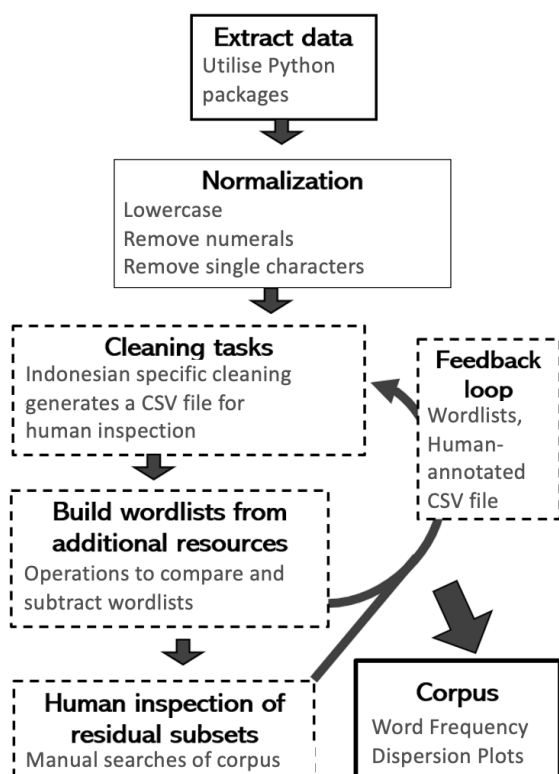 Extract data
Utilise Python
packages
Normalization
Lowercase
Remove numerals
Remove single characters
Cleaning tasks
Indonesian specific cleaning
generates a CSV file for
human inspection
Feedback
loop
Wordlists,
Human-
annotated
CSV file
Build wordlists from
additional resources
Operations to compare and
subtract wordlists
Human inspection of
residual subsets
Manual searches of corpus
Corpus
Word Frequency
Dispersion Plots